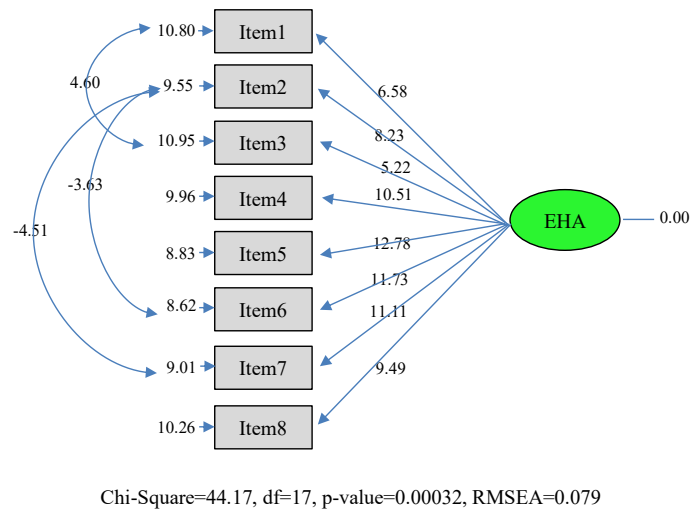 10.80 Item1
4.60
9.55 Item2
6.58
8.23
10.95 Item3
5.22
-3.63
9.96 Item4
10.51
EHA 0.00
-4.51
8.83 Item5
12.78
11.73
8.62 Item6
11.11
9.01 Item7
9.49
10.26 Item8
Chi-Square=44.17, df=17, p-value=0.00032, RMSEA=0.079